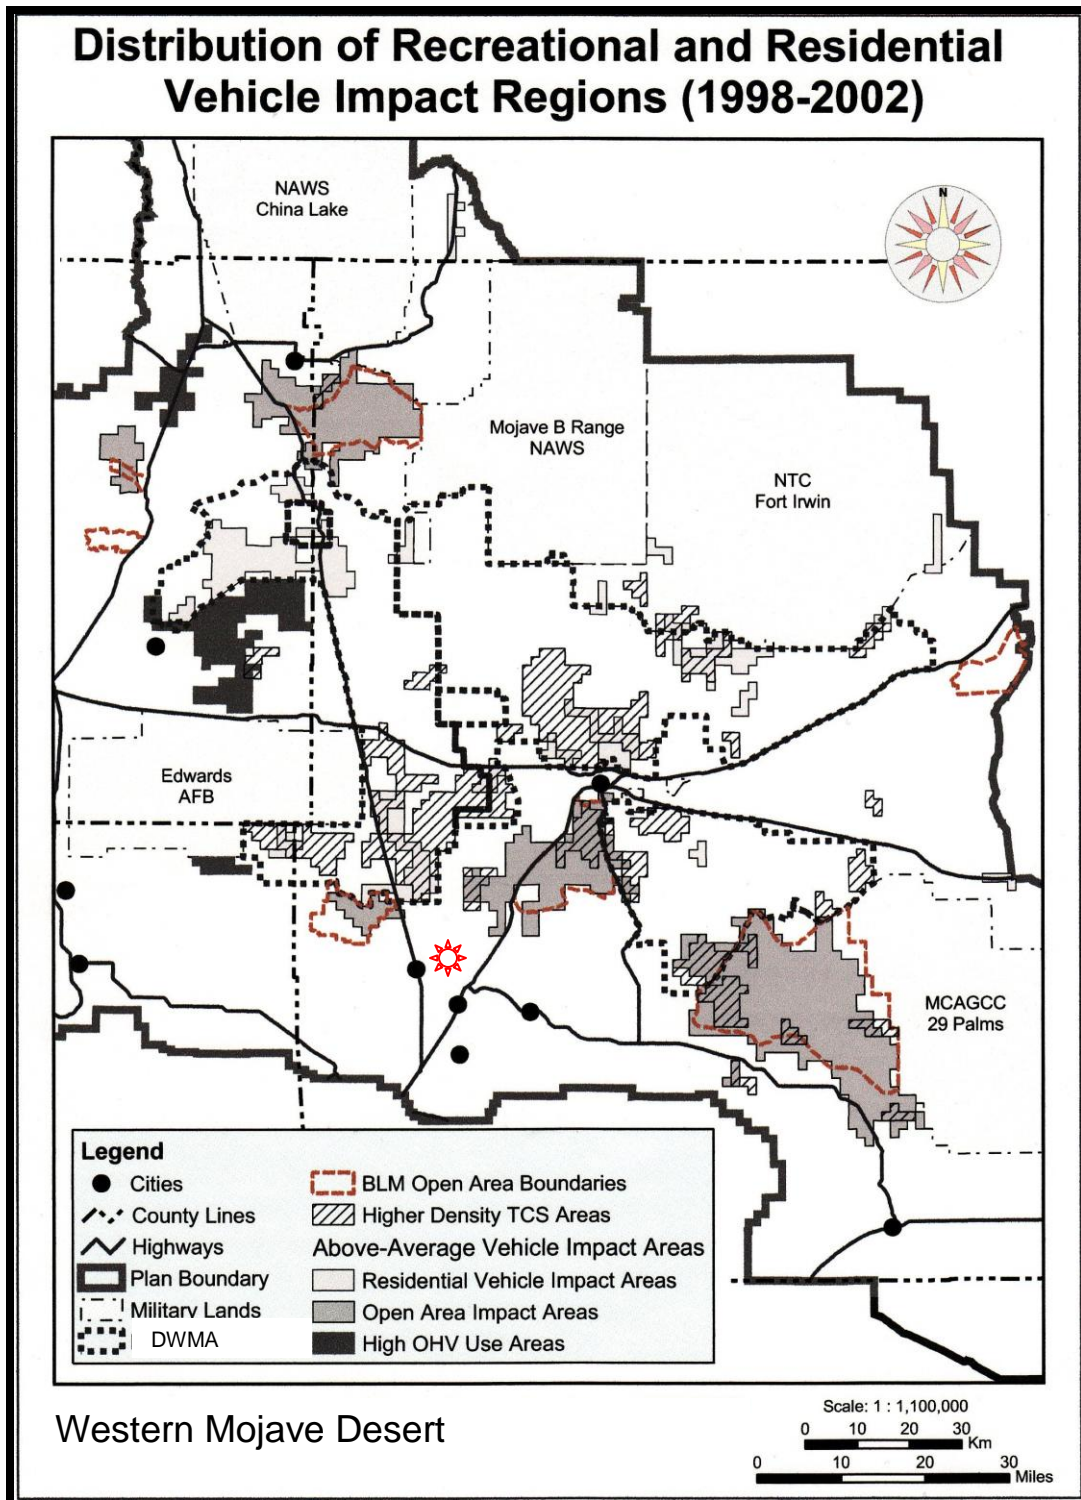 Distribution of Recreational and Residential
Vehicle Impact Regions (1998-2002)
NAWS
China Lake
N
Mojave B Range
NAWS
NTC
Fort Irwin
Edwards
AFB
MCAGCC
29 Palms
Legend
Cities
County Lines
Highways
Plan Boundary
Military Lands
DWMA
BLM Open Area Boundaries
Higher Density TCS Areas
Above-Average Vehicle Impact Areas
Residential Vehicle Impact Areas
Open Area Impact Areas
High OHV Use Areas
Western Mojave Desert
Scale: 1 : 1,100,000
0 10 20 30
Km
0 10 20 30
Miles